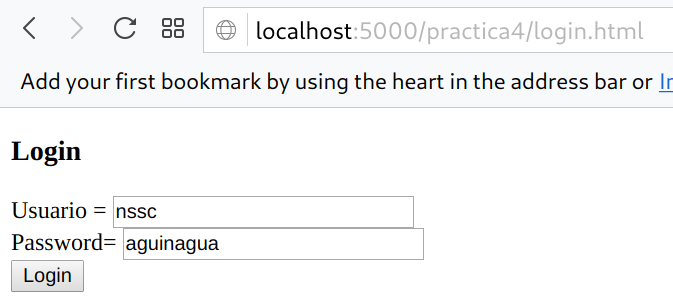 localhost:5000/practica4/login.html
Add your first bookmark by using the heart in the address bar or
Login
Usuario = nssc
Password= aguinagua
Login